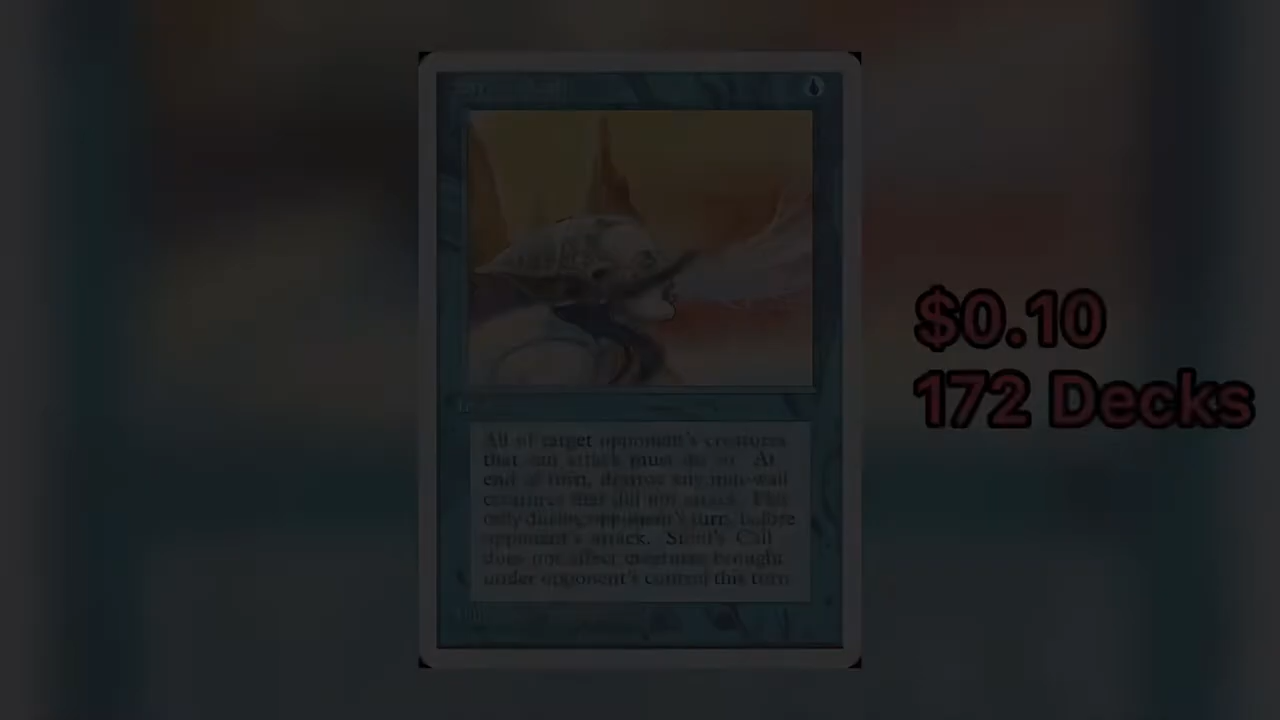 $0.10
172 Decks
All of target opponent's creatures
that can attack must do so. At
end of turn, destroy any non-wall
creatures that did not attack. Play
only during opponent's turn, before
opponent's attack. Siren's Call
does not affect creatures brought
under opponent's control this turn